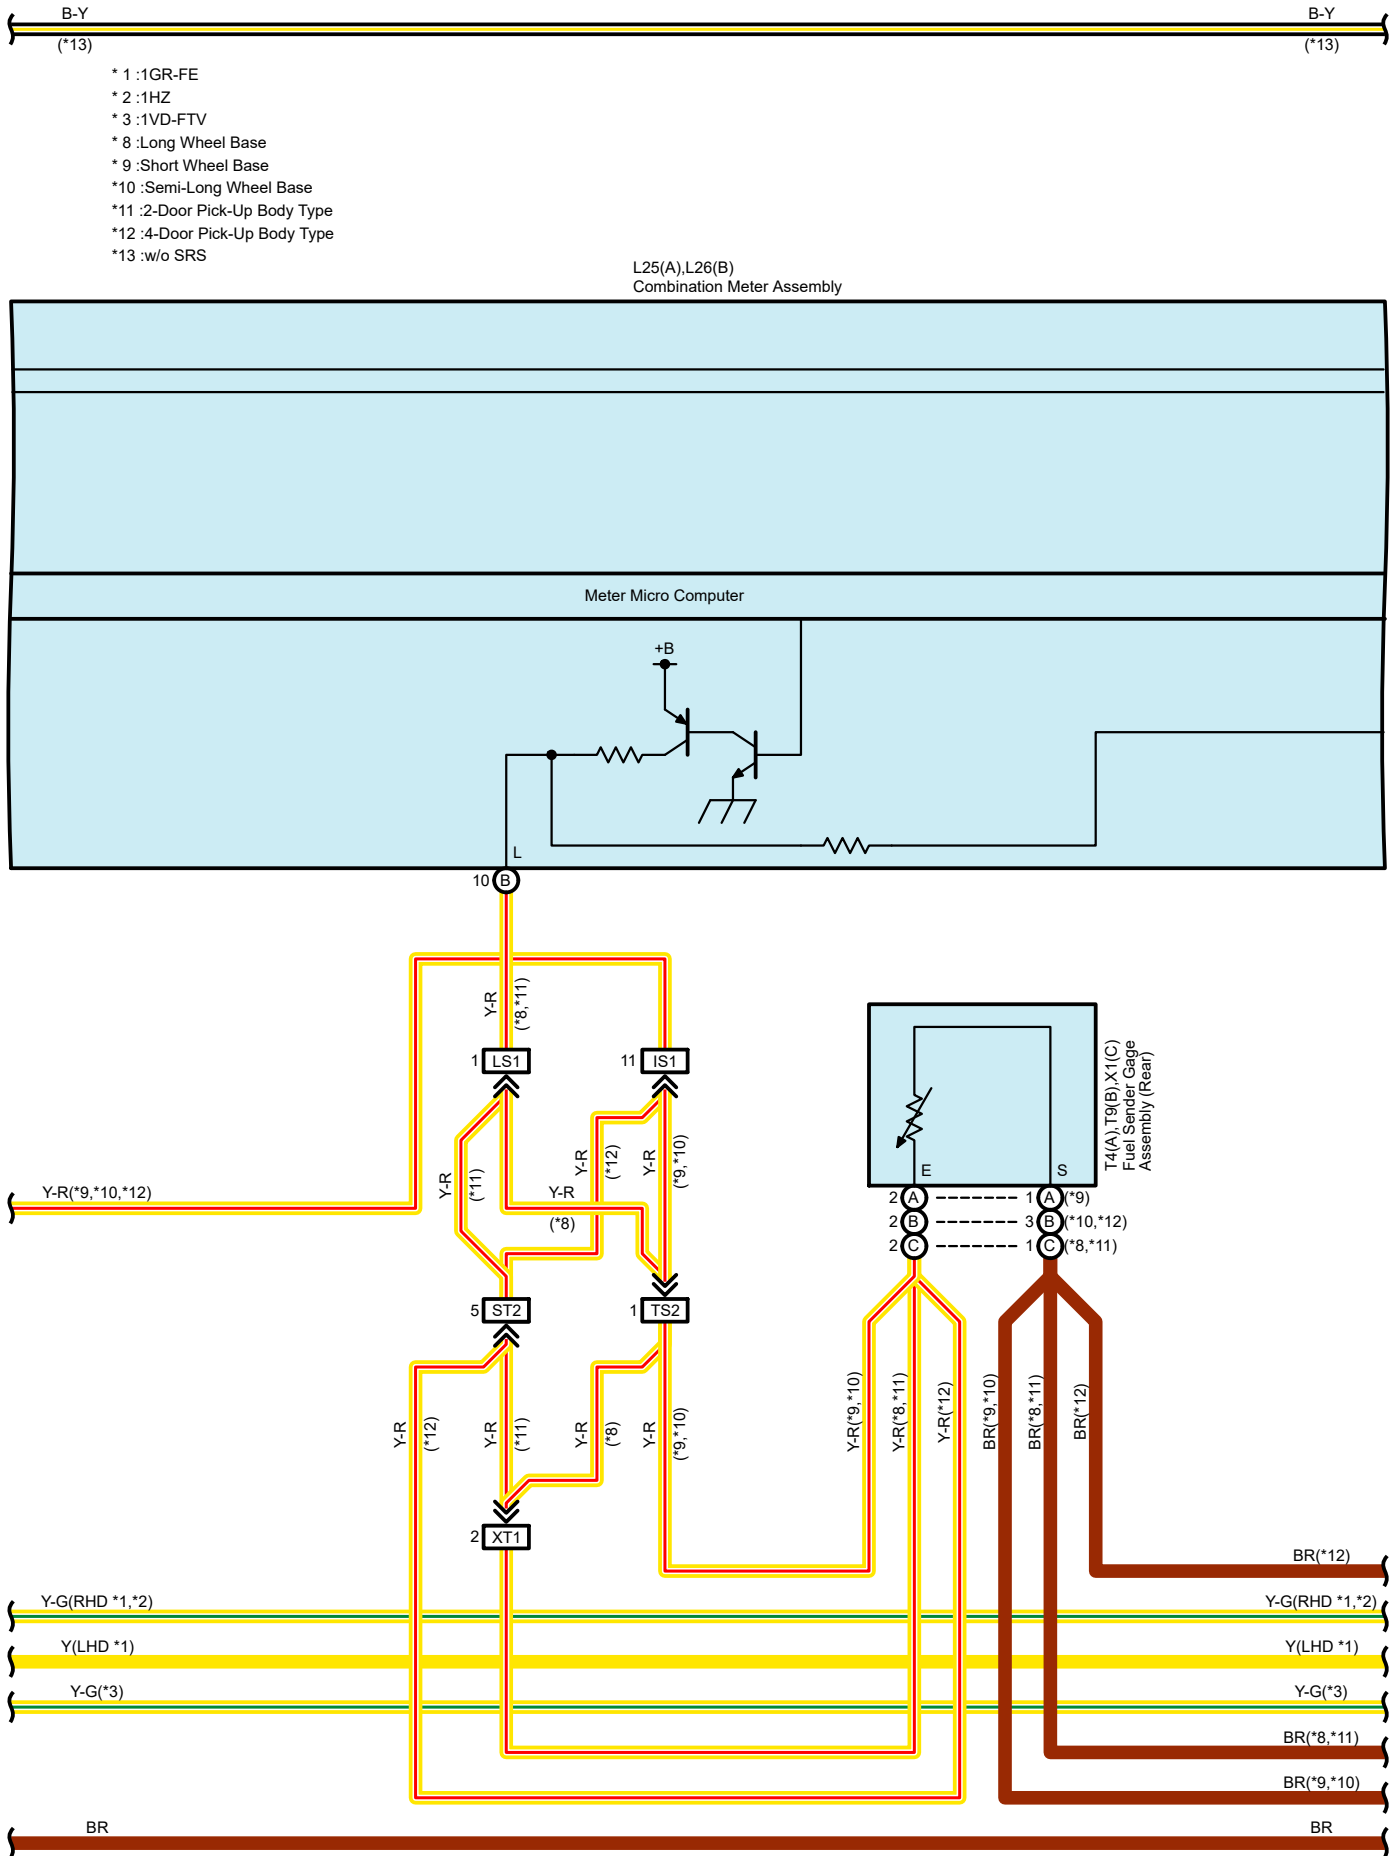 B-Y
B-Y
(*13)
(*13)
* 1 :1GR-FE
* 2 :1HZ
* 3 :1VD-FTV
* 8 :Long Wheel Base
* 9 :Short Wheel Base
*10 :Semi-Long Wheel Base
*11 :2-Door Pick-Up Body Type
*12 :4-Door Pick-Up Body Type
*13 :w/o SRS
L25(A),L26(B)
Combination Meter Assembly
Meter Micro Computer
+B
L
10 B
Y-R
(*8,*11)
1 LS1
11 IS1
T4(A),T9(B),X1(C)
Fuel Sender Gage
Assembly (Rear)
E
S
2 A
1 A (*9)
2 B
3 B (*10,*12)
2 C
1 C (*8,*11)
Y-R(*9,*10,*12)
Y-R
(*11)
Y-R
(*8)
Y-R
(*12)
Y-R
(*9,*10)
5 ST2
1 TS2
Y-R
(*12)
Y-R
(*11)
Y-R
(*8)
Y-R
(*9,*10)
Y-R(*9,*10)
Y-R(*8,*11)
Y-R(*12)
BR(*9,*10)
BR(*8,*11)
BR(*12)
2 XT1
BR(*12)
Y-G(RHD *1,*2)
Y-G(RHD *1,*2)
Y(LHD *1)
Y(LHD *1)
Y-G(*3)
Y-G(*3)
BR(*8,*11)
BR(*9,*10)
BR
BR